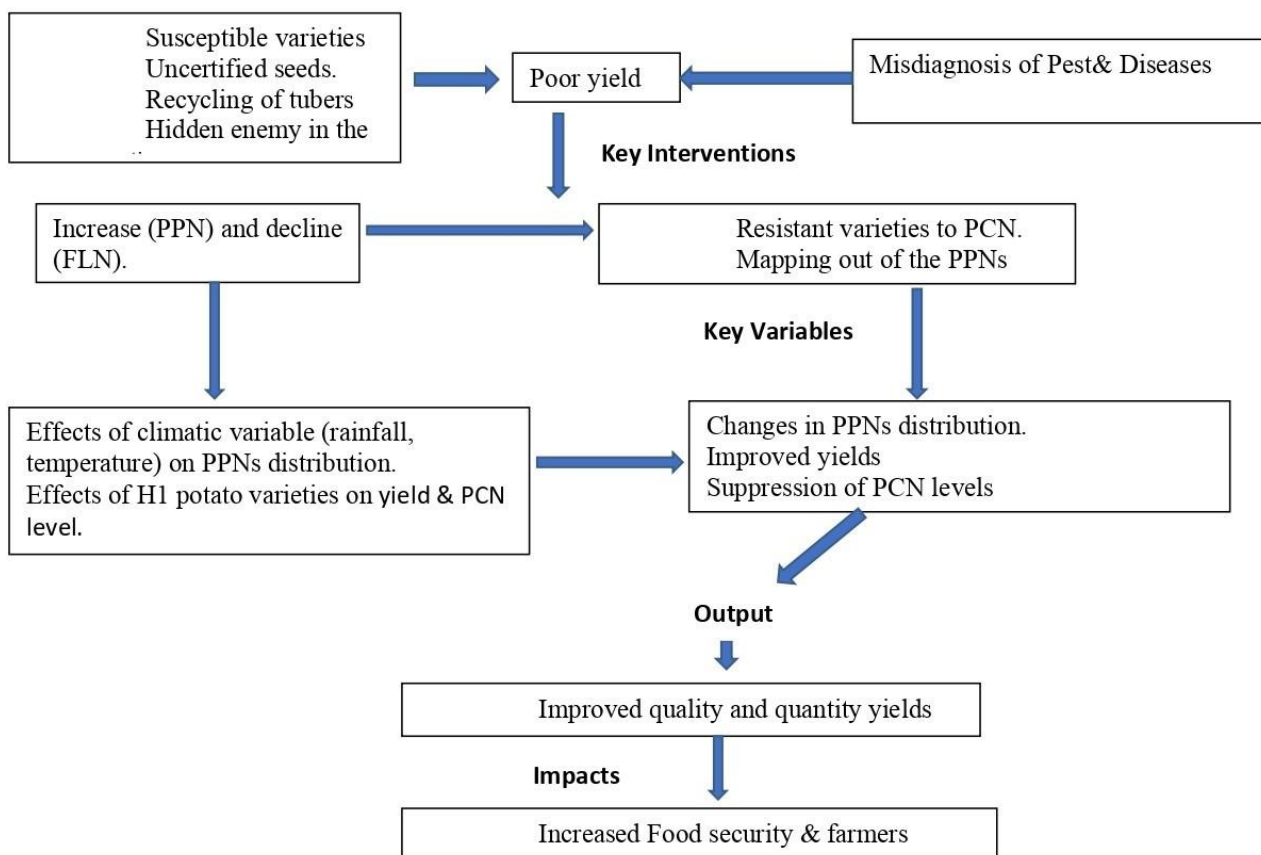 Susceptible varieties
Uncertified seeds.
Recycling of tubers
Hidden enemy in the
Poor yield
Misdiagnosis of Pest& Diseases
Key Interventions
Increase (PPN) and decline
(FLN).
Resistant varieties to PCN.
Mapping out of the PPNs
Key Variables
Effects of climatic variable (rainfall,
temperature) on PPNs distribution.
Effects of H1 potato varieties on yield & PCN
level.
Changes in PPNs distribution.
Improved yields
Suppression of PCN levels
Output
Improved quality and quantity yields
Impacts
Increased Food security & farmers